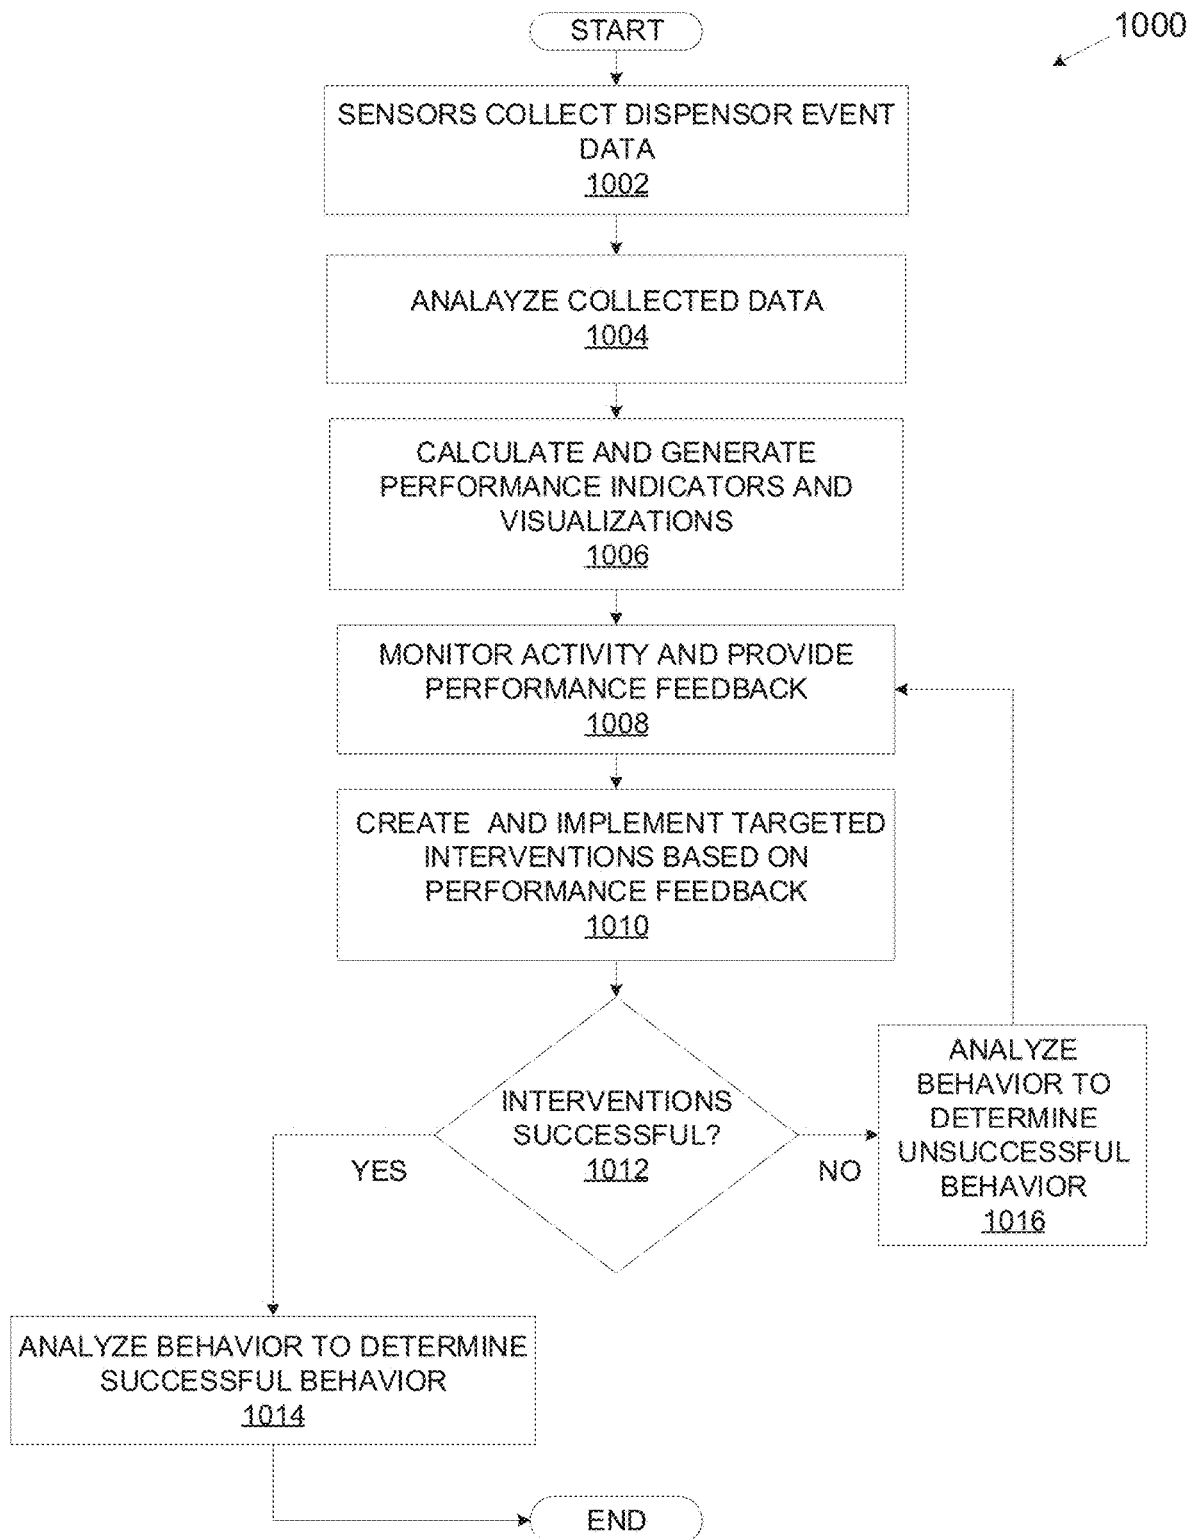 START
1000
SENSORS COLLECT DISPENSOR EVENT
DATA
1002
ANALAYZE COLLECTED DATA
1004
CALCULATE AND GENERATE
PERFORMANCE INDICATORS AND
VISUALIZATIONS
1006
MONITOR ACTIVITY AND PROVIDE
PERFORMANCE FEEDBACK
1008
CREATE AND IMPLEMENT TARGETED
INTERVENTIONS BASED ON
PERFORMANCE FEEDBACK
1010
INTERVENTIONS
SUCCESSFUL?
1012
YES
NO
ANALYZE
BEHAVIOR TO
DETERMINE
UNSUCCESSFUL
BEHAVIOR
1016
ANALYZE BEHAVIOR TO DETERMINE
SUCCESSFUL BEHAVIOR
1014
END